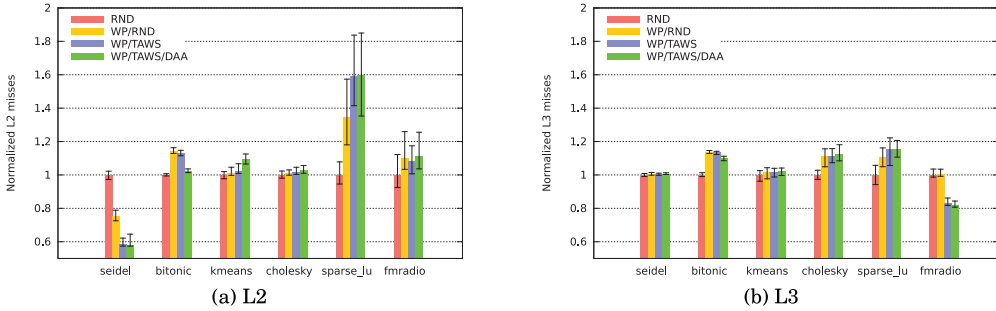 2
1.8
1.6
1.4
1.2
1
0.8
0.6
Normalized L2 misses
RND
WP/RND
WP/TAWS
WP/TAWS/DAA
seidel bitonic kmeans cholesky sparse_lu fmradio
(a) L2
2
1.8
1.6
1.4
1.2
1
0.8
0.6
Normalized L3 misses
RND
WP/RND
WP/TAWS
WP/TAWS/DAA
seidel bitonic kmeans cholesky sparse_lu fmradio
(b) L3